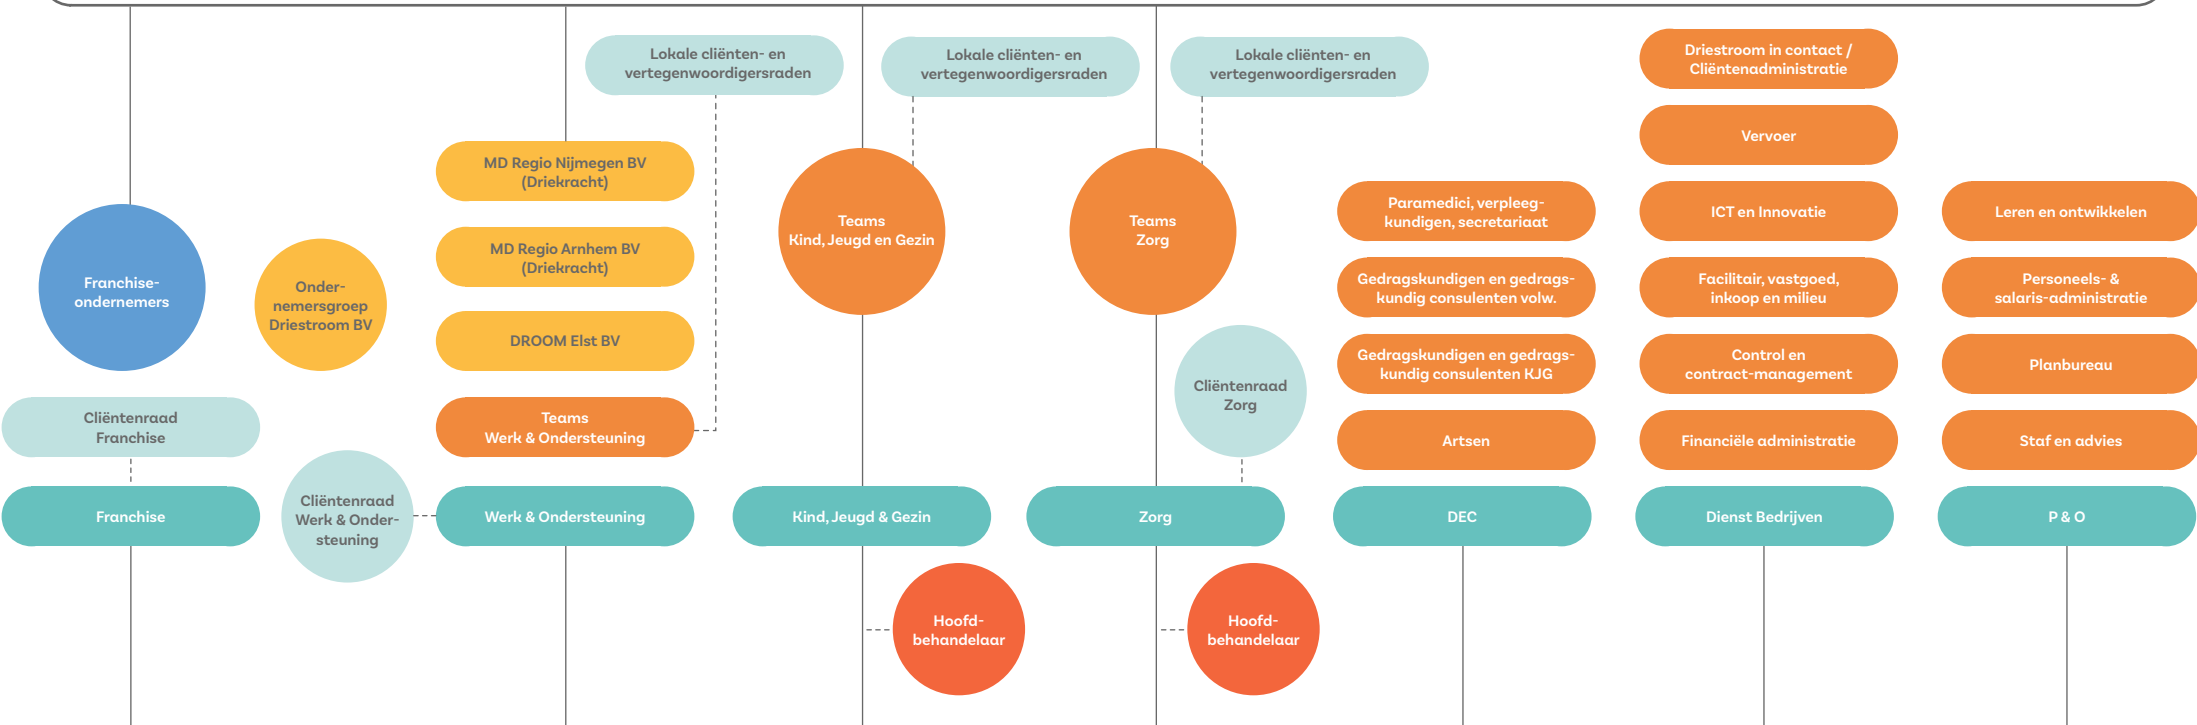 Lokale cliënten- en
vertegenwoordigersraden
Lokale cliënten- en
vertegenwoordigersraden
Lokale cliënten- en
vertegenwoordigersraden
Driestroom in contact /
Cliëntenadministratie
Vervoer
MD Regio Nijmegen BV
(Driekracht)
Teams
Kind, Jeugd en Gezin
Teams
Zorg
Paramedici, verpleeg-
kundigen, secretariaat
ICT en Innovatie
Leren en ontwikkelen
MD Regio Arnhem BV
(Driekracht)
Franchise-
ondernemers
Onder-
nemersgroep
Driestroom BV
Gedragskundigen en gedrags-
kundig consulenten volw.
Facilitair, vastgoed,
inkoop en milieu
Personeels- &
salaris-administratie
DROOM Elst BV
Gedragskundigen en gedrags-
kundig consulenten KJG
Control en
contract-management
Planbureau
Cliëntenraad
Zorg
Cliëntenraad
Franchise
Teams
Werk & Ondersteuning
Artsen
Financiële administratie
Staf en advies
Franchise
Cliëntenraad
Werk & Onder-
steuning
Werk & Ondersteuning
Kind, Jeugd & Gezin
Zorg
DEC
Dienst Bedrijven
P & O
Hoofd-
behandelaar
Hoofd-
behandelaar